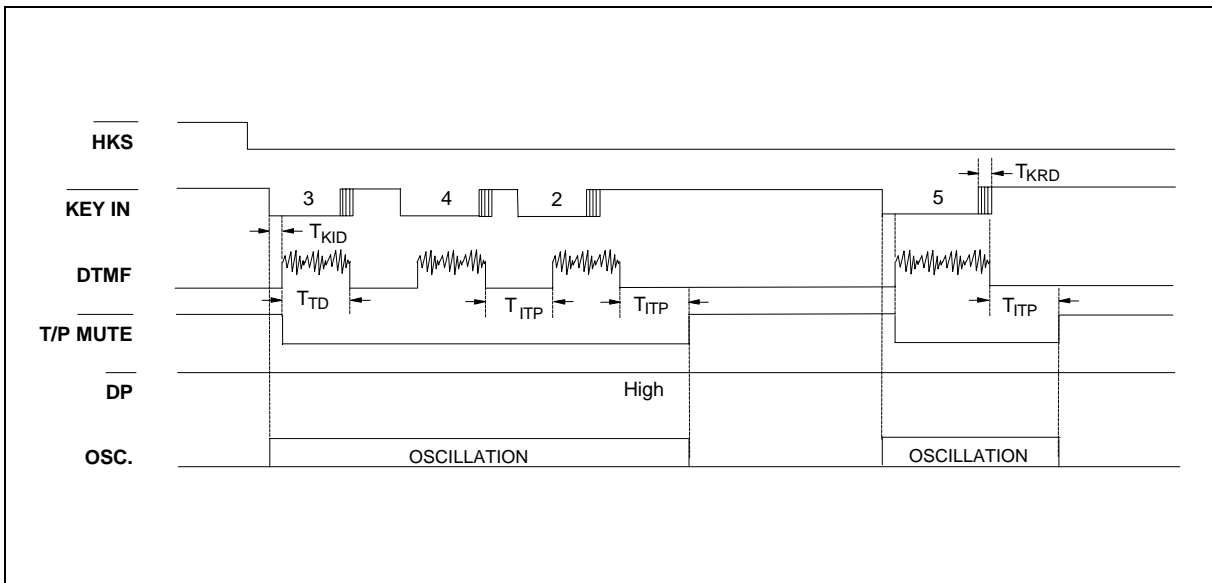 HKS
TKRD
KEY IN
3
4
2
5
TKID
DTMF
TTD
TITP
TITP
TITP
T/P MUTE
DP
High
OSC.
OSCILLATION
OSCILLATION